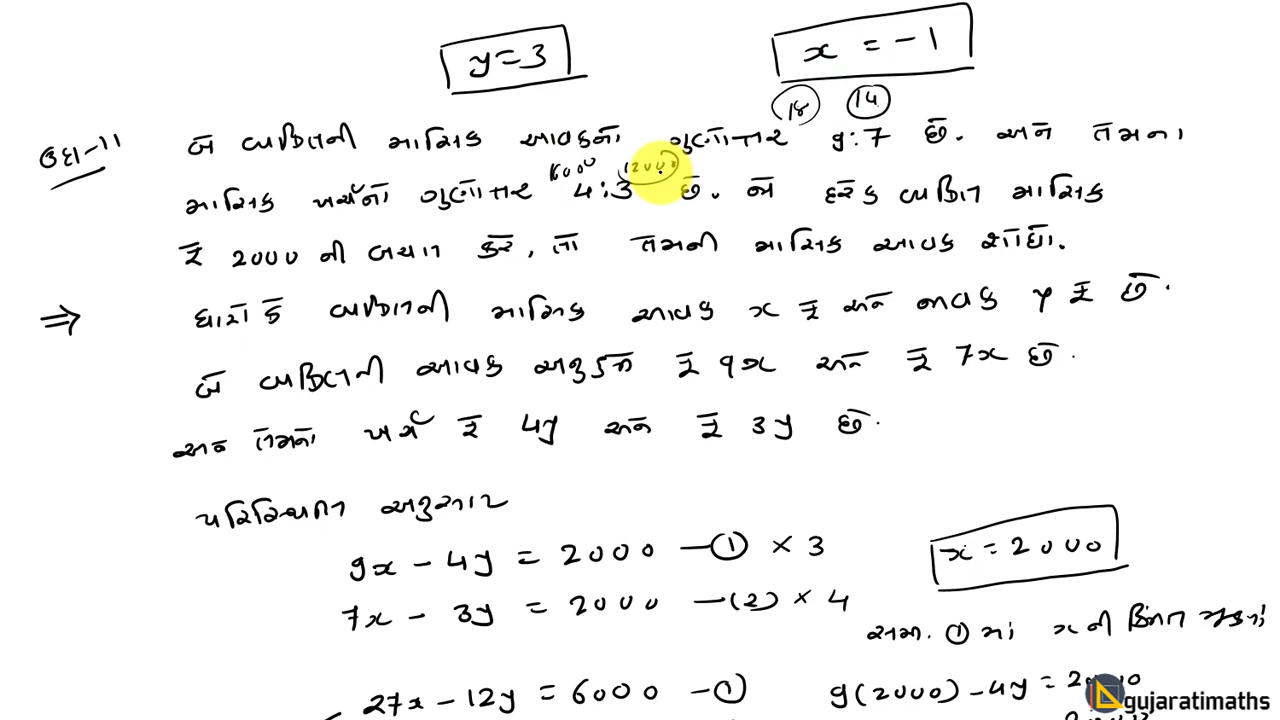 y=3
x = -1
18 14
ઉદા-11 બે વ્યક્તિની માસિક આવકનો ગુણોત્તર 9:7 છે. અને તેમના
16000 12000
માસિક ખર્ચનો ગુણોત્તર 4:3 છે. જો દરેક વ્યક્તિ માસિક
₹ 2000 ની બચત કરે, તો તેમની માસિક આવક શોધો.
⇒ ધારો કે વ્યક્તિની માસિક આવક x ₹ અને જાવક y ₹ છે.
બે વ્યક્તિની આવક અનુક્રમે ₹ 9x અને ₹ 7x છે.
અને તેમના ખર્ચ ₹ 4y અને ₹ 3y છે.
પરિસ્થિતિ અનુસાર
9x - 4y = 2000 —① × 3
x = 2000
7x - 3y = 2000 —(2) × 4
સમી. ① માં x ની કિંમત મૂકતાં
27x - 12y = 6000 —①
9(2000) - 4y = 2000
gujaratimaths